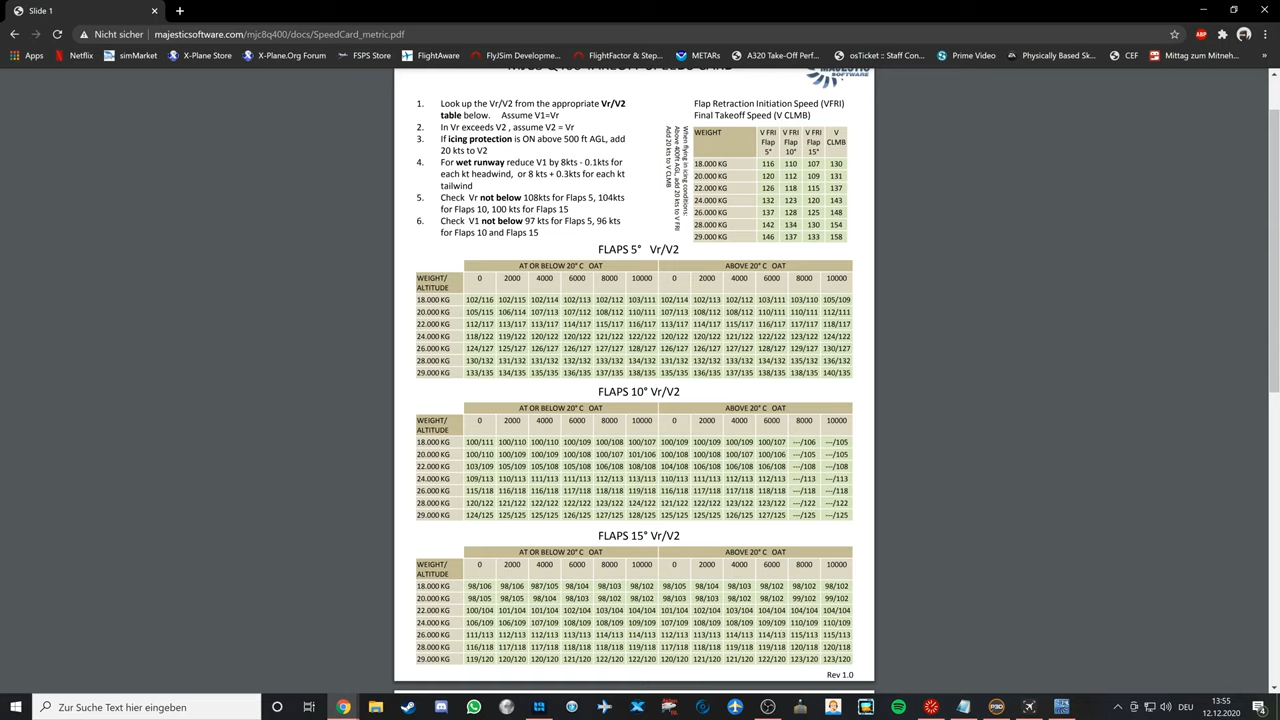 Slide 1
Nicht sicher | majesticsoftware.com/mjc8q400/docs/SpeedCard_metric.pdf
Apps Netflix simMarket X-Plane Store X-Plane.Org Forum FSPS Store FlightAware FlyJSim Developme... FlightFactor & Step... METARs A320 Take-Off Perf... osTicket :: Staff Con... Prime Video Physically Based Sk... CEF Mittag zum Mitneh...
MJC8 Q400 TAKEOFF SPEEDS CARD
MAJESTIC
SOFTWARE
1. Look up the Vr/V2 from the appropriate Vr/V2
table below. Assume V1=Vr
2. In Vr exceeds V2 , assume V2 = Vr
3. If icing protection is ON above 500 ft AGL, add
20 kts to V2
4. For wet runway reduce V1 by 8kts - 0.1kts for
each kt headwind, or 8 kts + 0.3kts for each kt
tailwind
5. Check Vr not below 108kts for Flaps 5, 104kts
for Flaps 10, 100 kts for Flaps 15
6. Check V1 not below 97 kts for Flaps 5, 96 kts
for Flaps 10 and Flaps 15
When flying in icing conditions:
Above 400ft AGL, add 20 kts to V FRI
Add 20 kts to V CLMB
Flap Retraction Initiation Speed (VFRI)
Final Takeoff Speed (V CLMB)
WEIGHT V FRI Flap 5° V FRI Flap 10° V FRI Flap 15° V CLMB
18.000 KG 116 110 107 130
20.000 KG 120 112 109 131
22.000 KG 126 118 115 137
24.000 KG 132 123 120 143
26.000 KG 137 128 125 148
28.000 KG 142 134 130 154
29.000 KG 146 137 133 158
FLAPS 5° Vr/V2
AT OR BELOW 20° C OAT ABOVE 20° C OAT
WEIGHT/ALTITUDE 0 2000 4000 6000 8000 10000 0 2000 4000 6000 8000 10000
18.000 KG 102/116 102/115 102/114 102/113 102/112 103/111 102/114 102/113 102/112 103/111 103/110 105/109
20.000 KG 105/115 106/114 107/113 107/112 108/112 110/111 107/113 108/112 108/112 110/111 110/111 112/111
22.000 KG 112/117 113/117 113/117 114/117 115/117 116/117 113/117 114/117 115/117 116/117 117/117 118/117
24.000 KG 118/122 119/122 120/122 120/122 121/122 122/122 120/122 120/122 121/122 122/122 123/122 124/122
26.000 KG 124/127 125/127 126/127 126/127 127/127 128/127 126/127 126/127 127/127 128/127 129/127 130/127
28.000 KG 130/132 131/132 131/132 132/132 133/132 134/132 131/132 132/132 133/132 134/132 135/132 136/132
29.000 KG 133/135 134/135 135/135 136/135 137/135 138/135 135/135 136/135 137/135 138/135 138/135 140/135
FLAPS 10° Vr/V2
AT OR BELOW 20° C OAT ABOVE 20° C OAT
WEIGHT/ALTITUDE 0 2000 4000 6000 8000 10000 0 2000 4000 6000 8000 10000
18.000 KG 100/111 100/110 100/110 100/109 100/108 100/107 100/109 100/109 100/109 100/107 ---/106 ---/105
20.000 KG 100/110 100/109 100/109 100/108 100/107 101/106 100/108 100/108 100/107 100/106 ---/105 ---/105
22.000 KG 103/109 105/109 105/108 105/108 106/108 108/108 104/108 106/108 106/108 106/108 ---/108 ---/108
24.000 KG 109/113 110/113 111/113 111/113 112/113 113/113 110/113 111/113 112/113 112/113 ---/113 ---/113
26.000 KG 115/118 116/118 116/118 117/118 118/118 119/118 116/118 117/118 117/118 118/118 ---/118 ---/118
28.000 KG 120/122 121/122 122/122 122/122 123/122 124/122 121/122 122/122 123/122 123/122 ---/122 ---/122
29.000 KG 124/125 125/125 125/125 126/125 127/125 128/125 125/125 125/125 126/125 127/125 ---/125 ---/125
FLAPS 15° Vr/V2
AT OR BELOW 20° C OAT ABOVE 20° C OAT
WEIGHT/ALTITUDE 0 2000 4000 6000 8000 10000 0 2000 4000 6000 8000 10000
18.000 KG 98/106 98/106 987/105 98/104 98/103 98/102 98/105 98/104 98/103 98/102 98/102 98/102
20.000 KG 98/105 98/105 98/104 98/103 98/102 98/102 98/103 98/103 98/102 98/102 99/102 99/102
22.000 KG 100/104 101/104 101/104 102/104 103/104 104/104 101/104 102/104 103/104 104/104 104/104 104/104
24.000 KG 106/109 106/109 107/109 108/109 108/109 109/109 107/109 108/109 108/109 109/109 110/109 110/109
26.000 KG 111/113 112/113 112/113 113/113 114/113 114/113 112/113 113/113 114/113 114/113 115/113 115/113
28.000 KG 116/118 117/118 117/118 118/118 118/118 119/118 117/118 118/118 119/118 119/118 120/118 120/118
29.000 KG 119/120 120/120 120/120 121/120 122/120 122/120 120/120 121/120 121/120 122/120 123/120 123/120
Rev 1.0
Zur Suche Text hier eingeben
DEU
13:55
12.12.2020